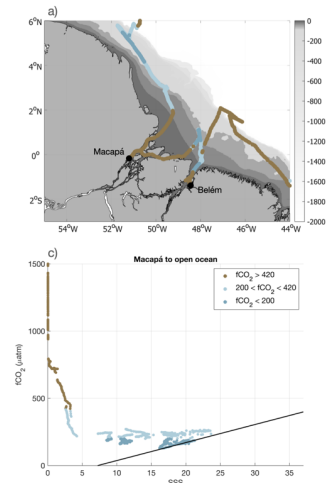 a)
6°N
4°N
2°N
0°
2°S
54°W
52°W
50°W
48°W
46°W
44°W
Macapá
Belém
0
-200
-400
-600
-800
-1000
-1200
-1400
-1600
-1800
-2000
c)
Macapá to open ocean
fCO₂ > 420
200 < fCO₂ < 420
fCO₂ < 200
fCO₂ (µatm)
1500
1000
500
0
0
5
10
15
20
25
30
35
SSS